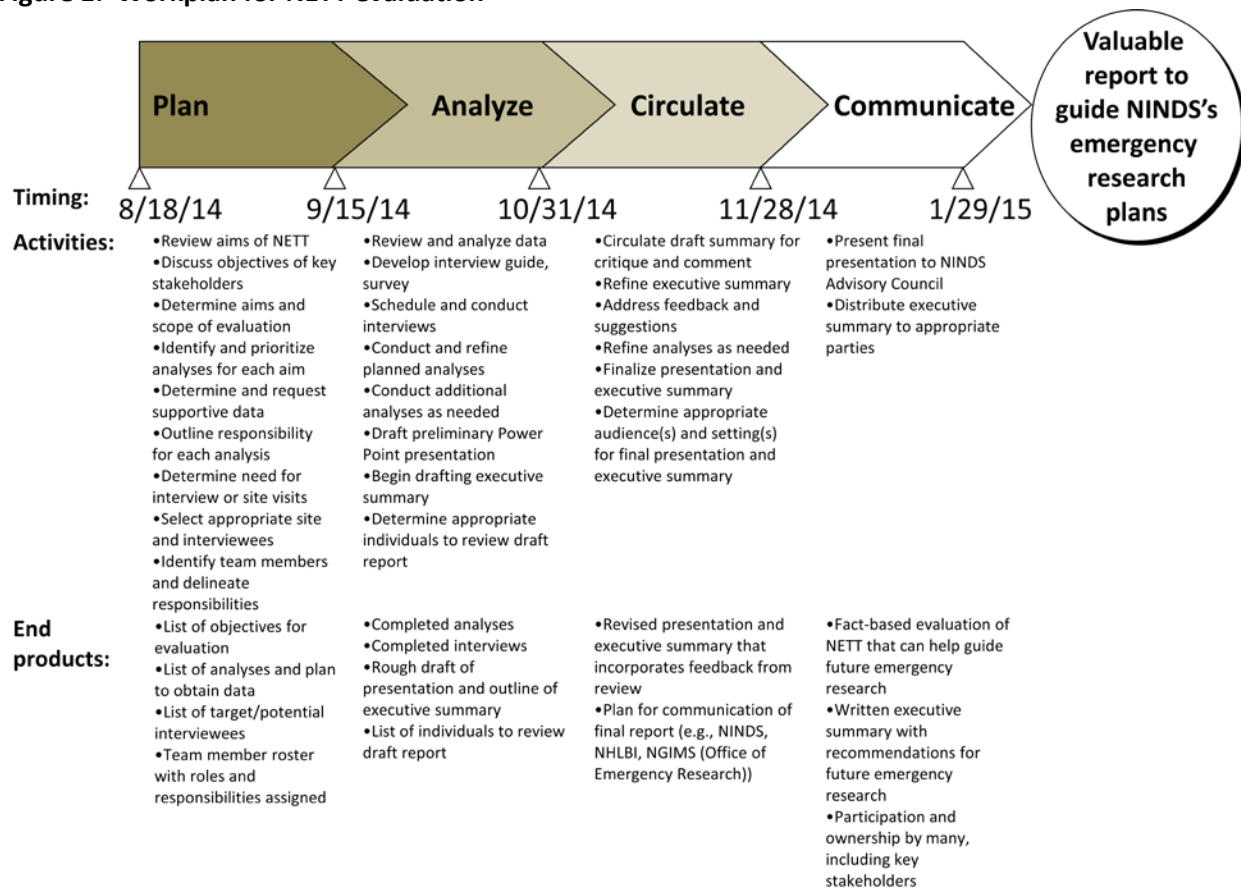 Figure 2. Workplan for NETT evaluation
Plan
Analyze
Circulate
Communicate
Valuable
report to
guide NINDS's
emergency
research
plans
Timing:
8/18/14
9/15/14
10/31/14
11/28/14
1/29/15
Activities:
•Review aims of NETT
•Discuss objectives of key
stakeholders
•Determine aims and
scope of evaluation
•Identify and prioritize
analyses for each aim
•Determine and request
supportive data
•Outline responsibility
for each analysis
•Determine need for
interview or site visits
•Select appropriate site
and interviewees
•Identify team members
and delineate
responsibilities
•Review and analyze data
•Develop interview guide,
survey
•Schedule and conduct
interviews
•Conduct and refine
planned analyses
•Conduct additional
analyses as needed
•Draft preliminary Power
Point presentation
•Begin drafting executive
summary
•Determine appropriate
individuals to review draft
report
•Circulate draft summary for
critique and comment
•Refine executive summary
•Address feedback and
suggestions
•Refine analyses as needed
•Finalize presentation and
executive summary
•Determine appropriate
audience(s) and setting(s)
for final presentation and
executive summary
•Present final
presentation to NINDS
Advisory Council
•Distribute executive
summary to appropriate
parties
End
products:
•List of objectives for
evaluation
•List of analyses and plan
to obtain data
•List of target/potential
interviewees
•Team member roster
with roles and
responsibilities assigned
•Completed analyses
•Completed interviews
•Rough draft of
presentation and outline of
executive summary
•List of individuals to review
draft report
•Revised presentation and
executive summary that
incorporates feedback from
review
•Plan for communication of
final report (e.g., NINDS,
NHLBI, NGIMS (Office of
Emergency Research))
•Fact-based evaluation of
NETT that can help guide
future emergency
research
•Written executive
summary with
recommendations for
future emergency
research
•Participation and
ownership by many,
including key
stakeholders